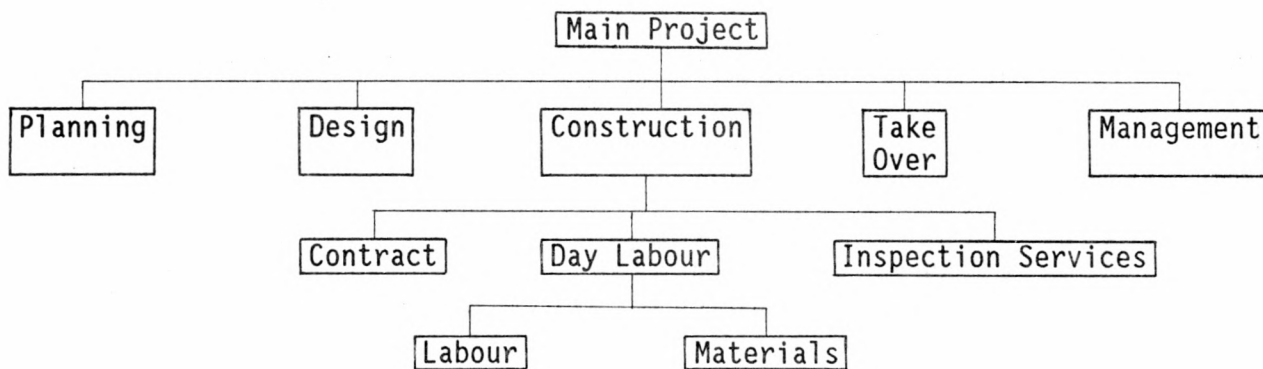 Main Project
Planning
Design
Construction
Take
Over
Management
Contract
Day Labour
Inspection Services
Labour
Materials